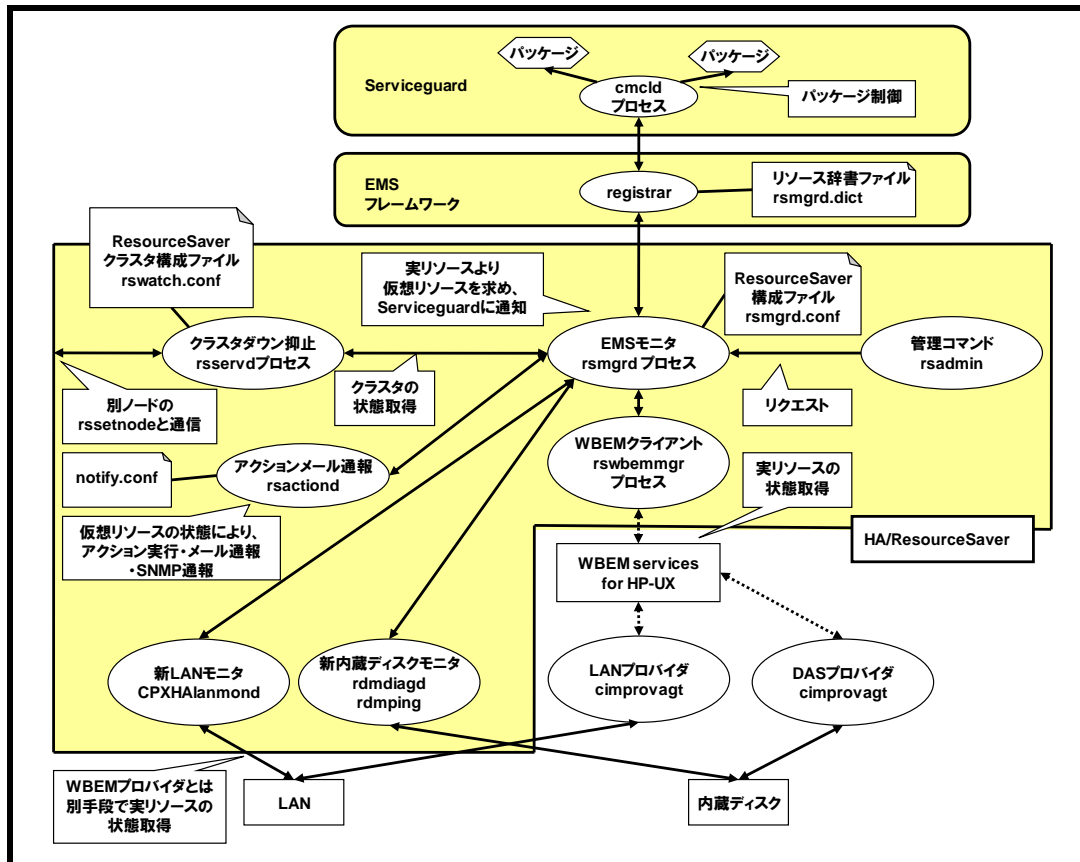 パッケージ
パッケージ
Serviceguard
cmcld
プロセス
パッケージ制御
EMS
フレームワーク
registrar
リソース辞書ファイル
rsmgrd.dict
ResourceSaver
クラスタ構成ファイル
rswatch.conf
実リソースより
仮想リソースを求め、
Serviceguardに通知
ResourceSaver
構成ファイル
rsmgrd.conf
クラスタダウン抑止
rsservdプロセス
EMSモニタ
rsmgrd プロセス
管理コマンド
rsadmin
別ノードの
rssetnodeと通信
クラスタの
状態取得
リクエスト
notify.conf
アクションメール通報
rsactiond
WBEMクライアント
rswbemmgr
プロセス
実リソースの
状態取得
仮想リソースの状態により、
アクション実行・メール通報
・SNMP通報
HA/ResourceSaver
WBEM services
for HP-UX
新LANモニタ
CPXHAlanmond
新内蔵ディスクモニタ
rdmdiagd
rdmping
LANプロバイダ
cimprovagt
DASプロバイダ
cimprovagt
WBEMプロバイダとは
別手段で実リソースの
状態取得
LAN
内蔵ディスク